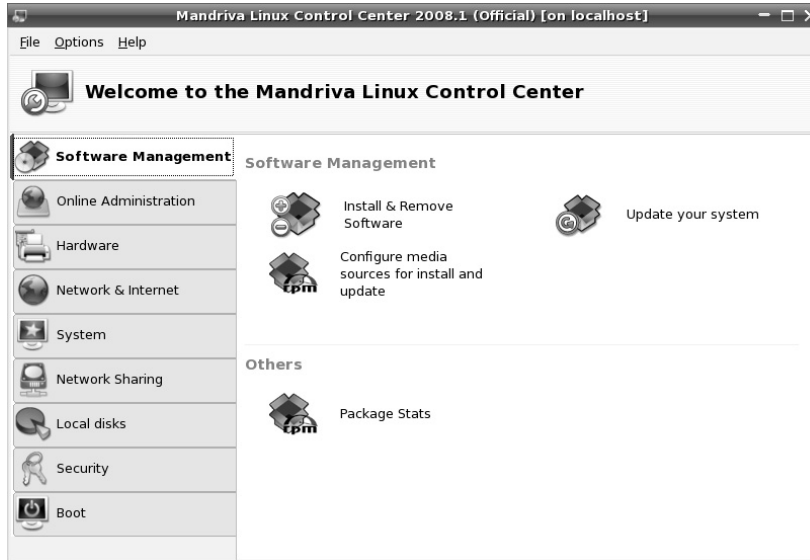 Mandriva Linux Control Center 2008.1 (Official) [on localhost]
File Options Help
Welcome to the Mandriva Linux Control Center
Software Management
Online Administration
Hardware
Network & Internet
System
Network Sharing
Local disks
Security
Boot
Software Management
Install & Remove
Software
Update your system
Configure media
sources for install and
update
rpm
Others
Package Stats
rpm